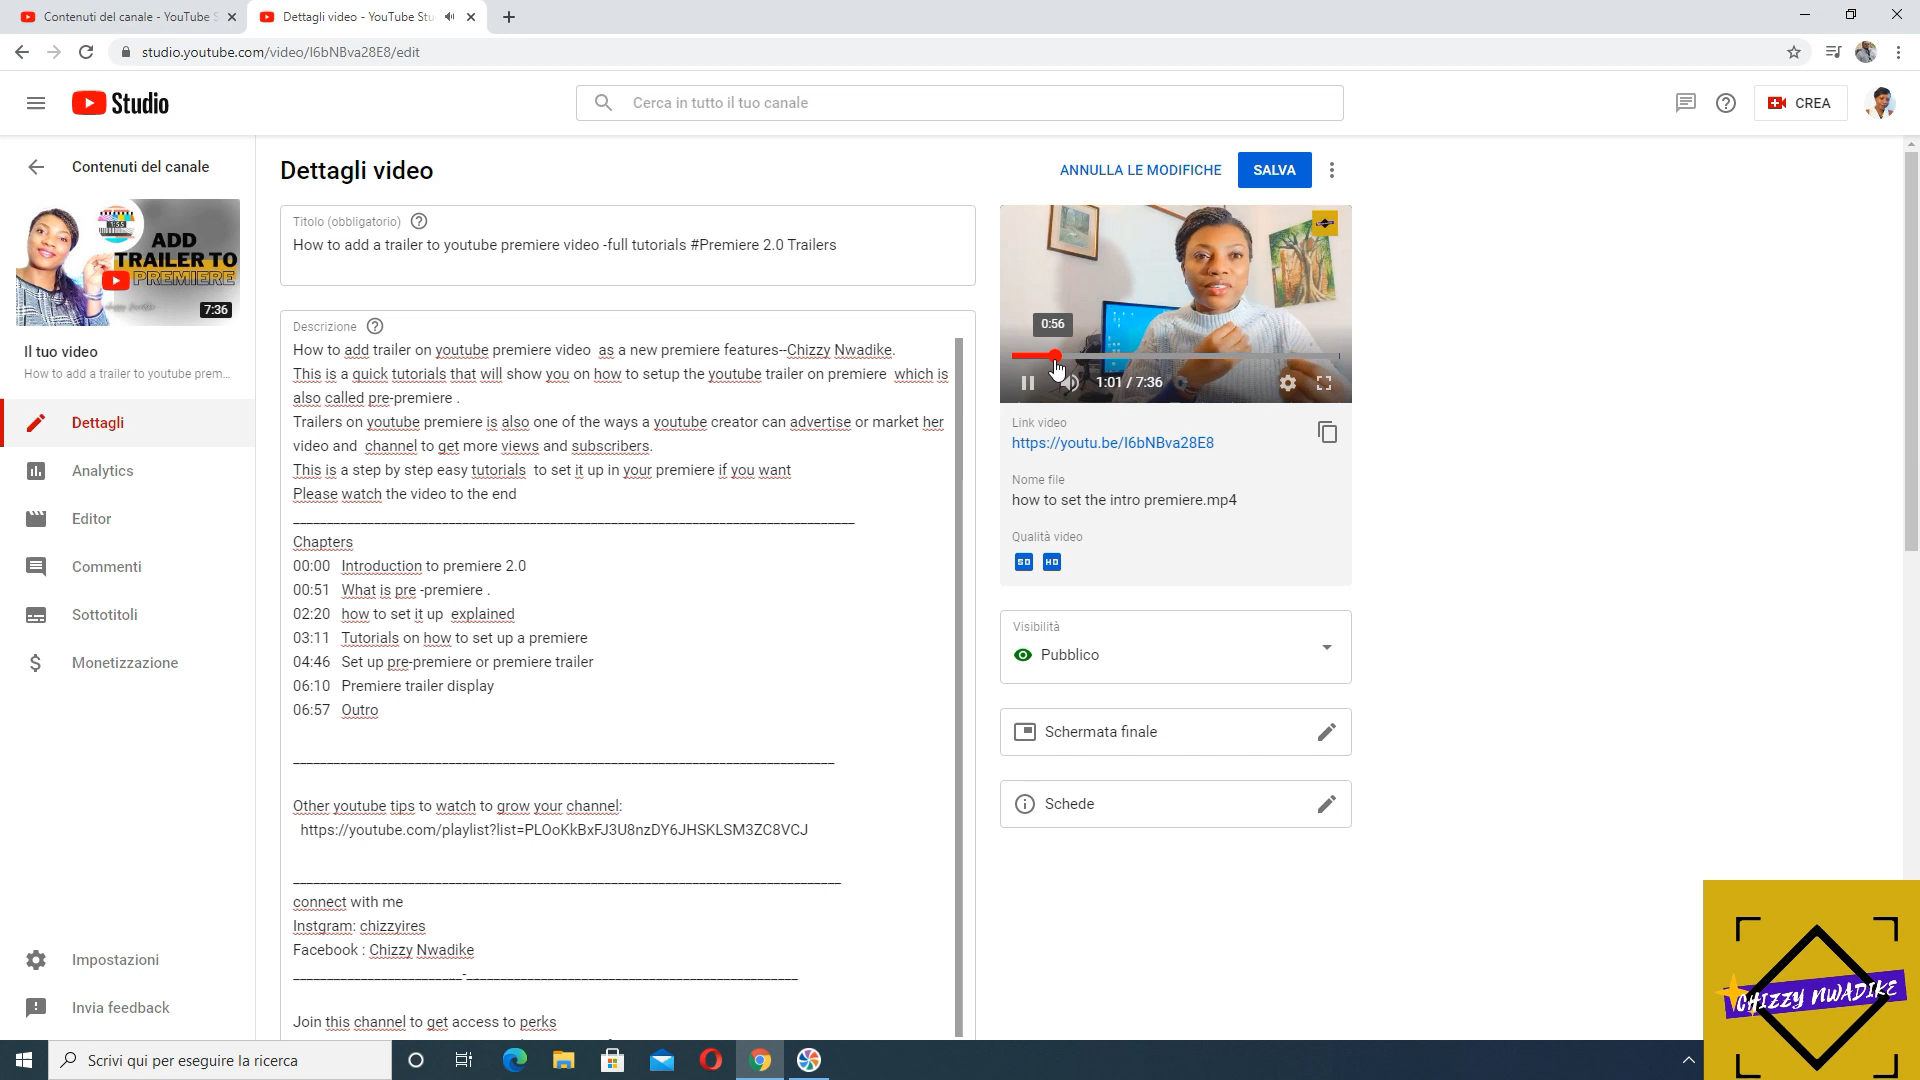 Contenuti del canale - YouTube S
Dettagli video - YouTube Stu
studio.youtube.com/video/I6bNBva28E8/edit
Studio
Cerca in tutto il tuo canale
CREA
Contenuti del canale
Dettagli video
ANNULLA LE MODIFICHE
SALVA
1:55
ADD
TRAILER TO
PREMIERE
7:36
Il tuo video
How to add a trailer to youtube prem...
Dettagli
Analytics
Editor
Commenti
Sottotitoli
Monetizzazione
Impostazioni
Invia feedback
Titolo (obbligatorio)
How to add a trailer to youtube premiere video -full tutorials #Premiere 2.0 Trailers
Descrizione
How to add trailer on youtube premiere video  as a new premiere features--Chizzy Nwadike.
This is a quick tutorials that will show you on how to setup the youtube trailer on premiere  which is
also called pre-premiere .
Trailers on youtube premiere is also one of the ways a youtube creator can advertise or market her
video and  channel to get more views and subscribers.
This is a step by step easy tutorials  to set it up in your premiere if you want
Please watch the video to the end
Chapters
00:00  Introduction to premiere 2.0
00:51  What is pre -premiere .
02:20  how to set it up  explained
03:11  Tutorials on how to set up a premiere
04:46  Set up pre-premiere or premiere trailer
06:10  Premiere trailer display
06:57  Outro
Other youtube tips to watch to grow your channel:
https://youtube.com/playlist?list=PLOoKkBxFJ3U8nzDY6JHSKLSM3ZC8VCJ
connect with me
Instgram: chizzyires
Facebook : Chizzy Nwadike
Join this channel to get access to perks
0:56
1:01 / 7:36
Link video
https://youtu.be/I6bNBva28E8
Nome file
how to set the intro premiere.mp4
Qualità video
SD HD
Visibilità
Pubblico
Schermata finale
Schede
CHIZZY NWADIKE
Scrivi qui per eseguire la ricerca